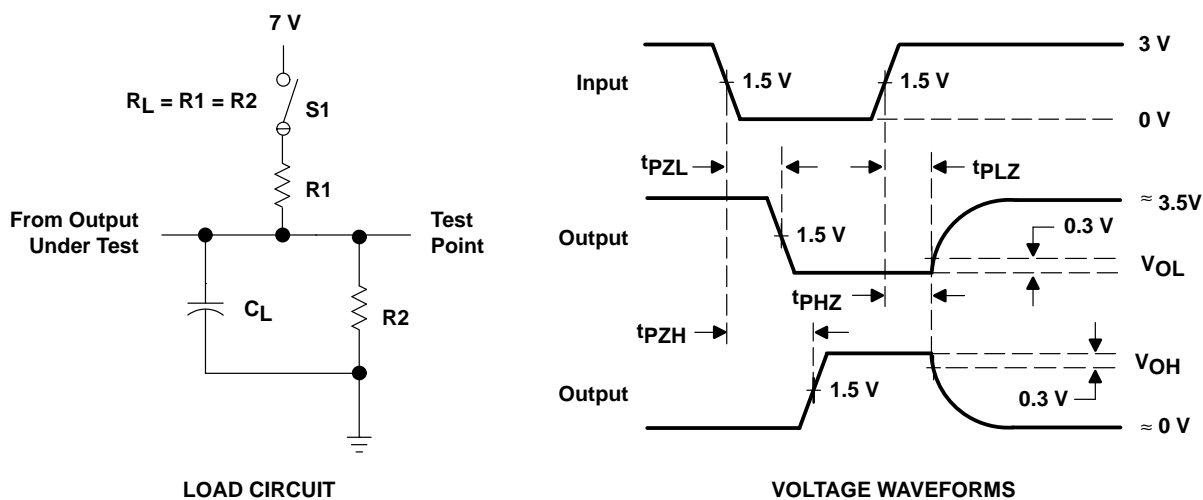 7 V
RL = R1 = R2
S1
R1
From Output
Under Test
Test
Point
CL
R2
LOAD CIRCUIT
3 V
Input
1.5 V
1.5 V
0 V
tPZL
tPLZ
≈ 3.5V
0.3 V
Output
1.5 V
VOL
tPHZ
tPZH
VOH
Output
1.5 V
0.3 V
≈ 0 V
VOLTAGE WAVEFORMS